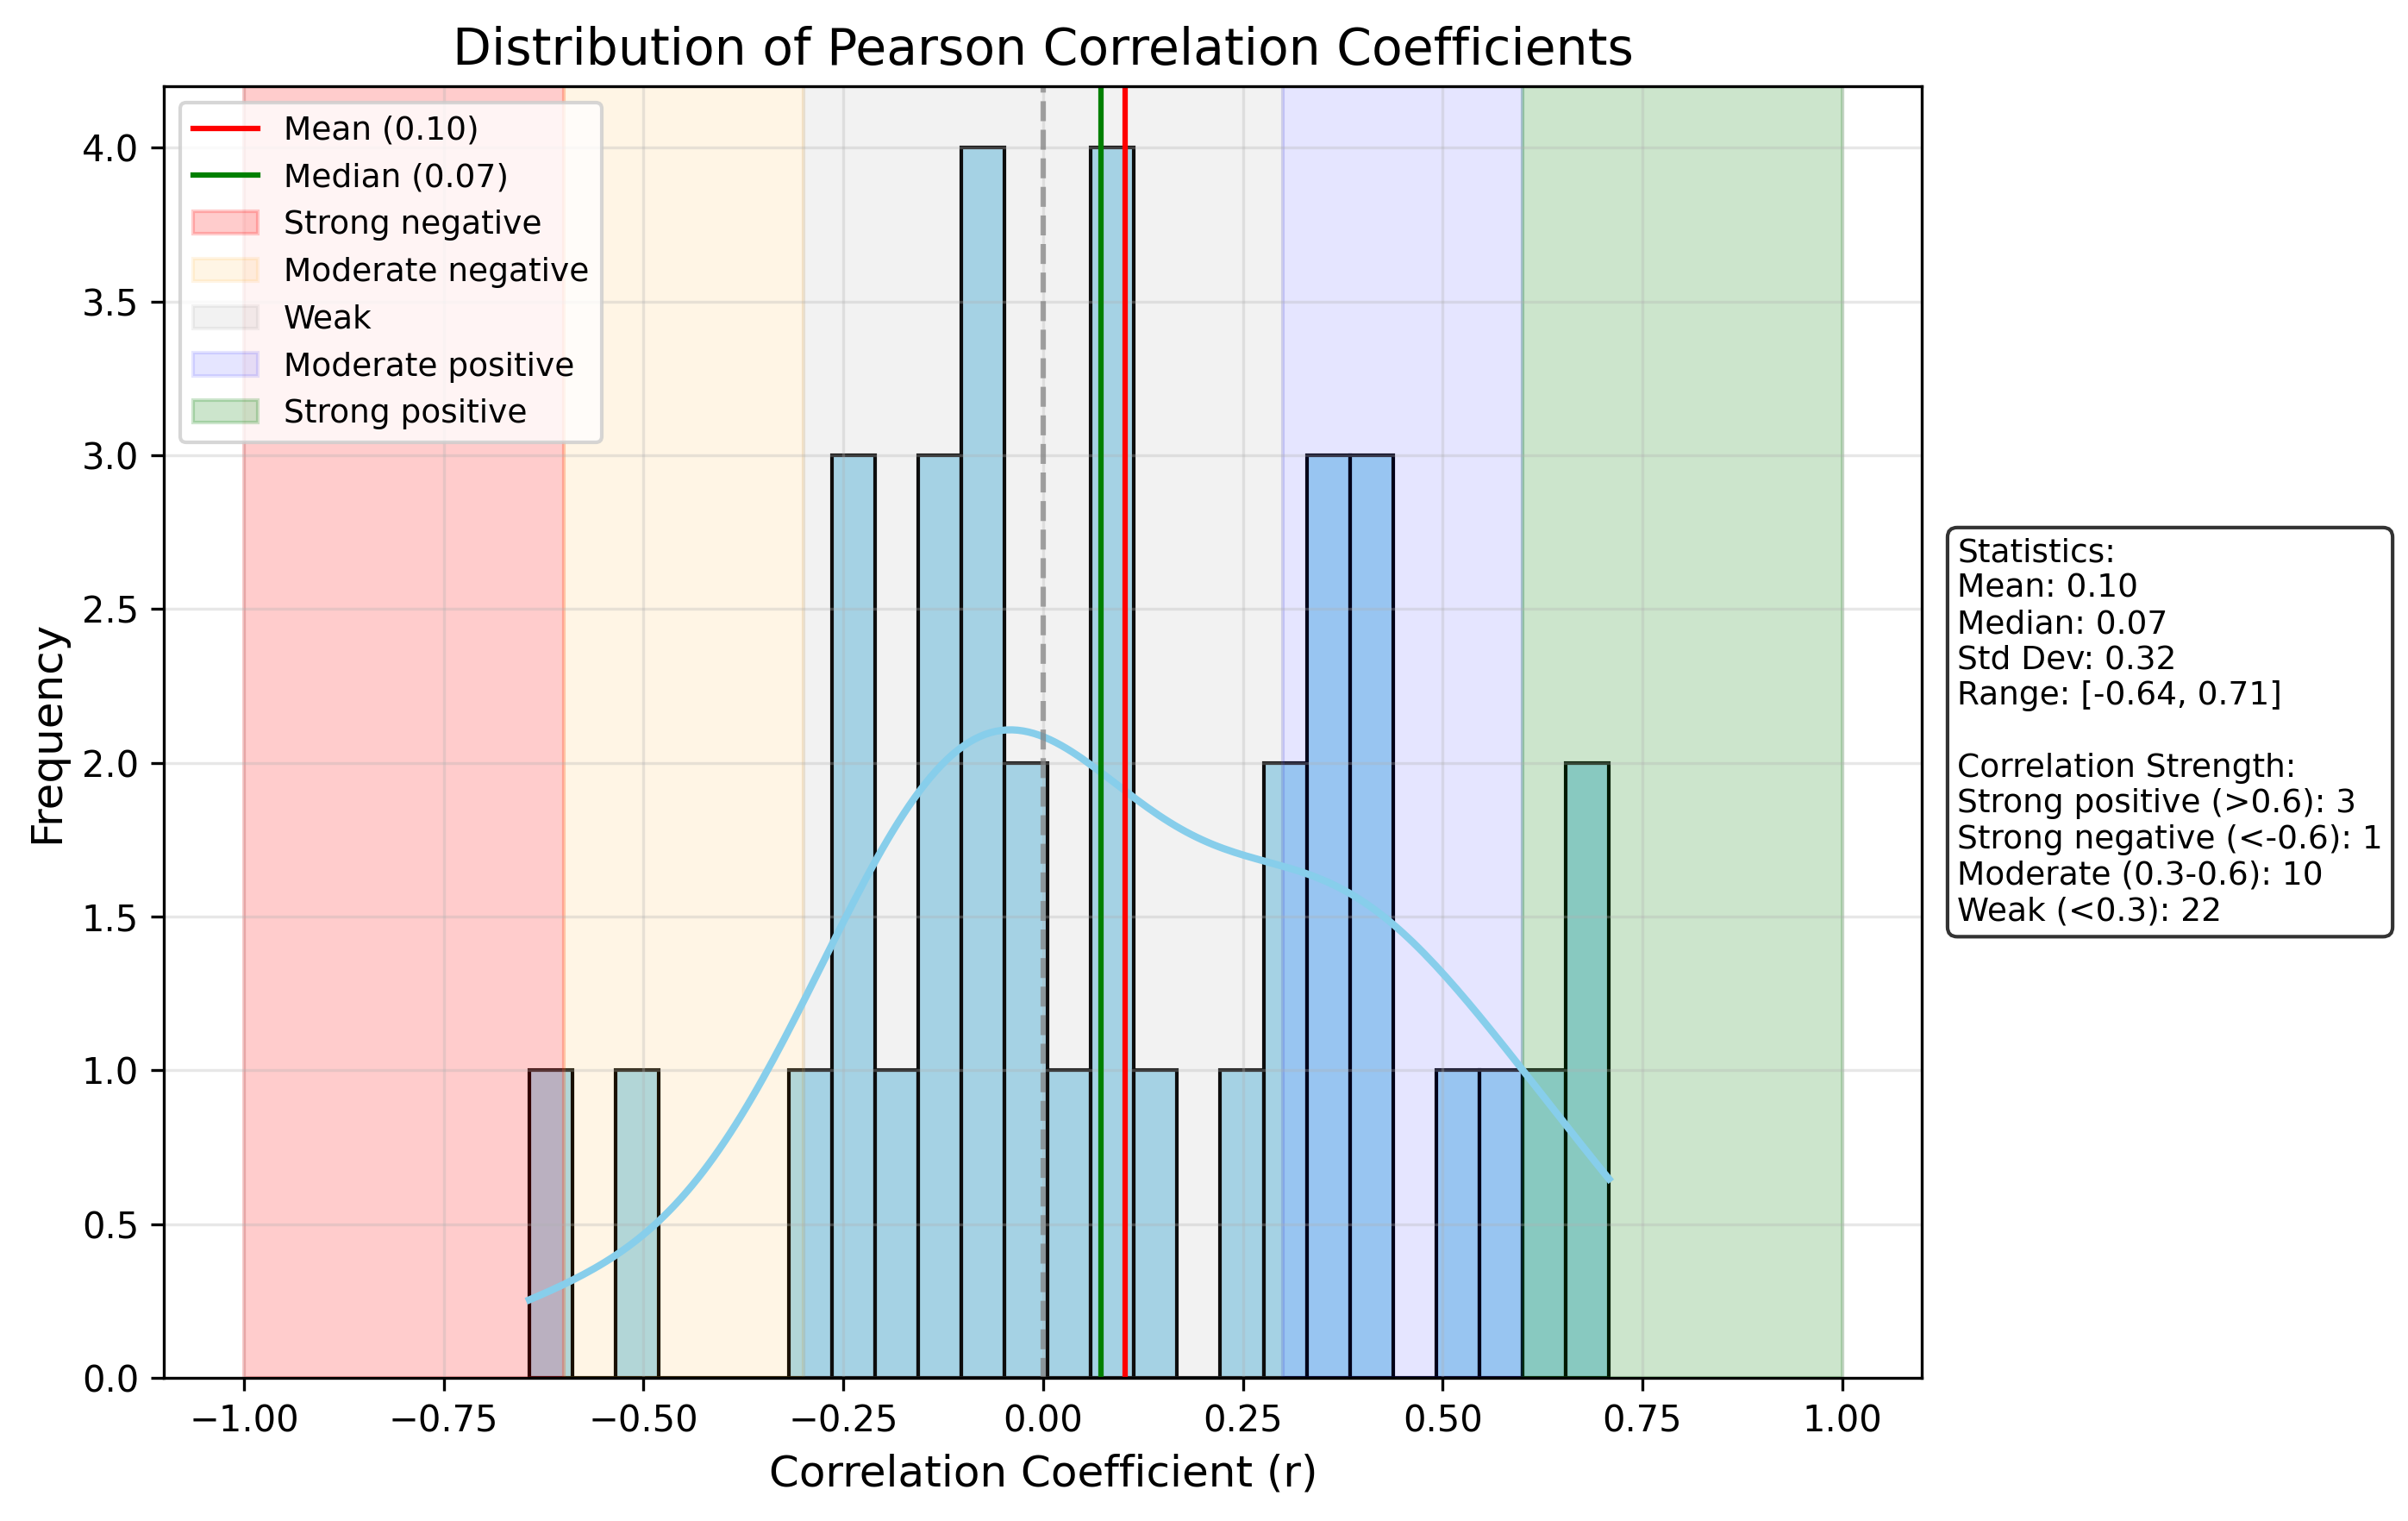 Distribution of Pearson Correlation Coefficients
Mean (0.10)
Median (0.07)
Strong negative
Moderate negative
Weak
Moderate positive
Strong positive
4.0
3.5
3.0
2.5
2.0
1.5
1.0
0.5
0.0
Frequency
−1.00
−0.75
−0.50
−0.25
0.00
0.25
0.50
0.75
1.00
Correlation Coefficient (r)
Statistics:
Mean: 0.10
Median: 0.07
Std Dev: 0.32
Range: [-0.64, 0.71]
Correlation Strength:
Strong positive (>0.6): 3
Strong negative (<-0.6): 1
Moderate (0.3-0.6): 10
Weak (<0.3): 22